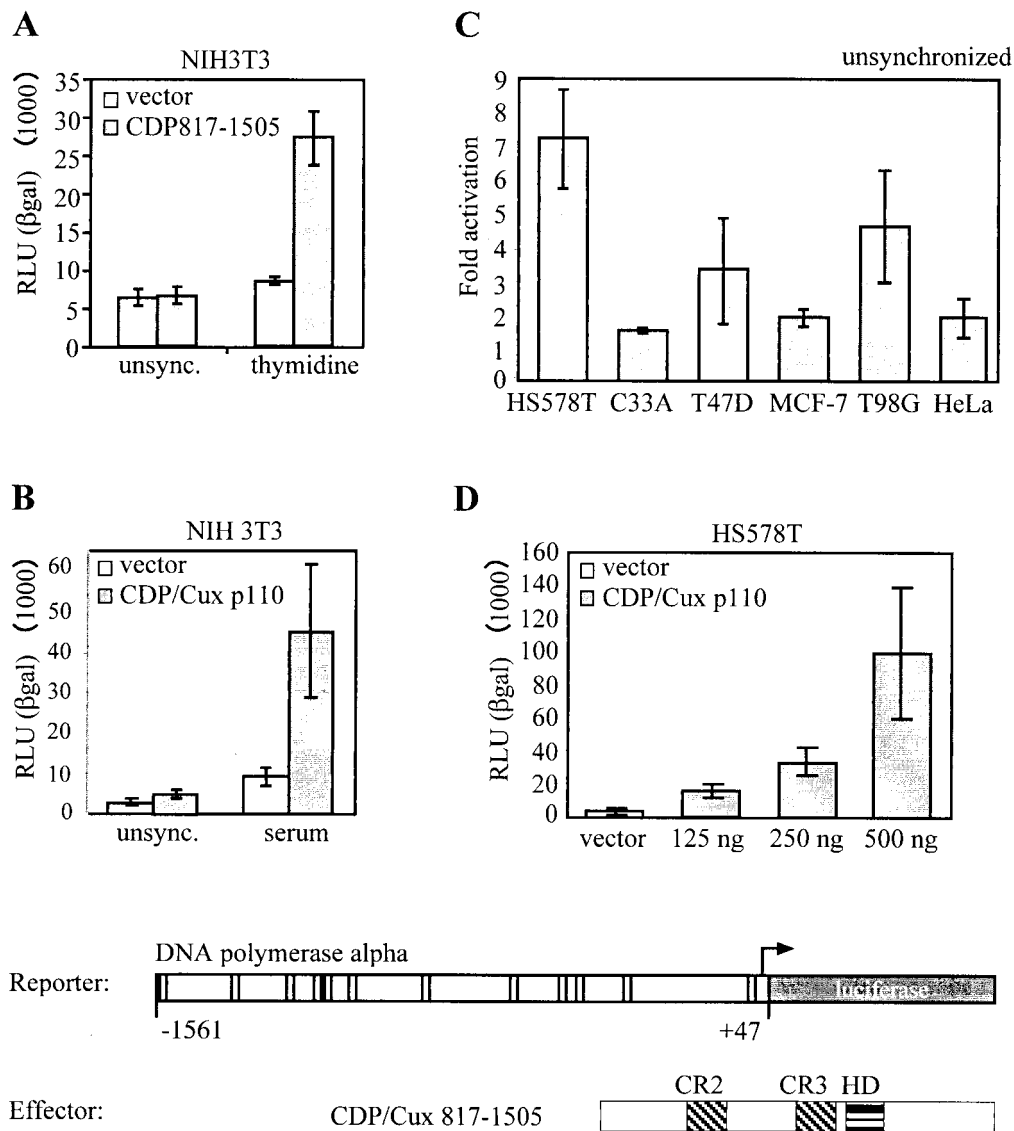 A
NIH3T3
vector
CDP817-1505
RLU (βgal) (1000)
35
30
25
20
15
10
5
0
unsync.
thymidine
C
unsynchronized
Fold activation
9
8
7
6
5
4
3
2
1
0
HS578T C33A T47D MCF-7 T98G HeLa
B
NIH 3T3
vector
CDP/Cux p110
RLU (βgal) (1000)
60
50
40
30
20
10
0
unsync.
serum
D
HS578T
vector
CDP/Cux p110
RLU (βgal) (1000)
160
140
120
100
80
60
40
20
0
vector 125 ng 250 ng 500 ng
DNA polymerase alpha
Reporter:
luciferase
-1561
+47
CR2 CR3 HD
Effector:
CDP/Cux 817-1505